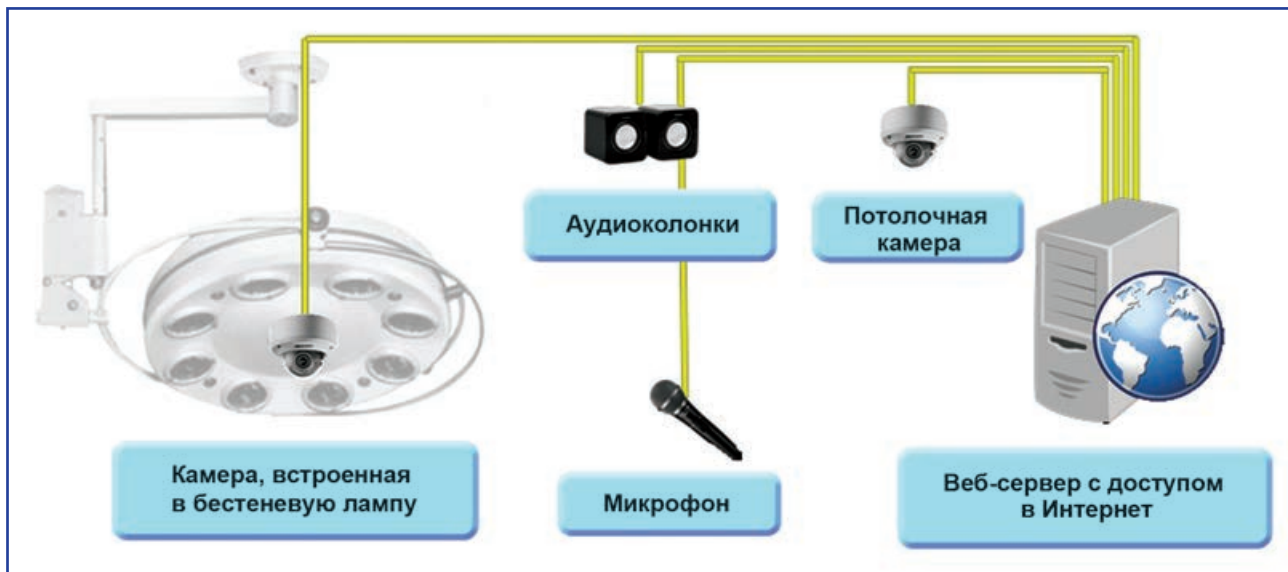 Аудиоколонки
Потолочная
камера
Камера, встроенная
в бестеневую лампу
Микрофон
Веб-сервер с доступом
в Интернет